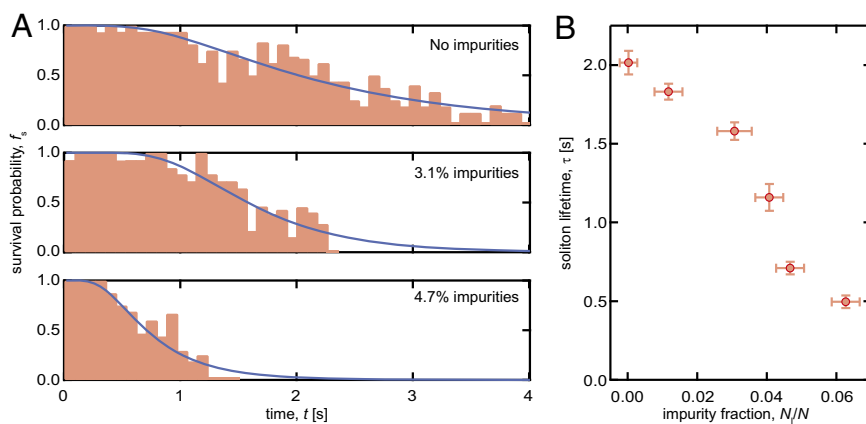 A
B
No impurities
1.0
0.5
1.0
0.0
3.1% impurities
0.5
1.0
0.0
4.7% impurities
0.5
0.0
0
1
2
3
4
survival probability, fs
time, t [s]
2.0
1.5
1.0
0.5
0
0.00
0.02
0.04
0.06
soliton lifetime, τ [s]
impurity fraction, NI/N